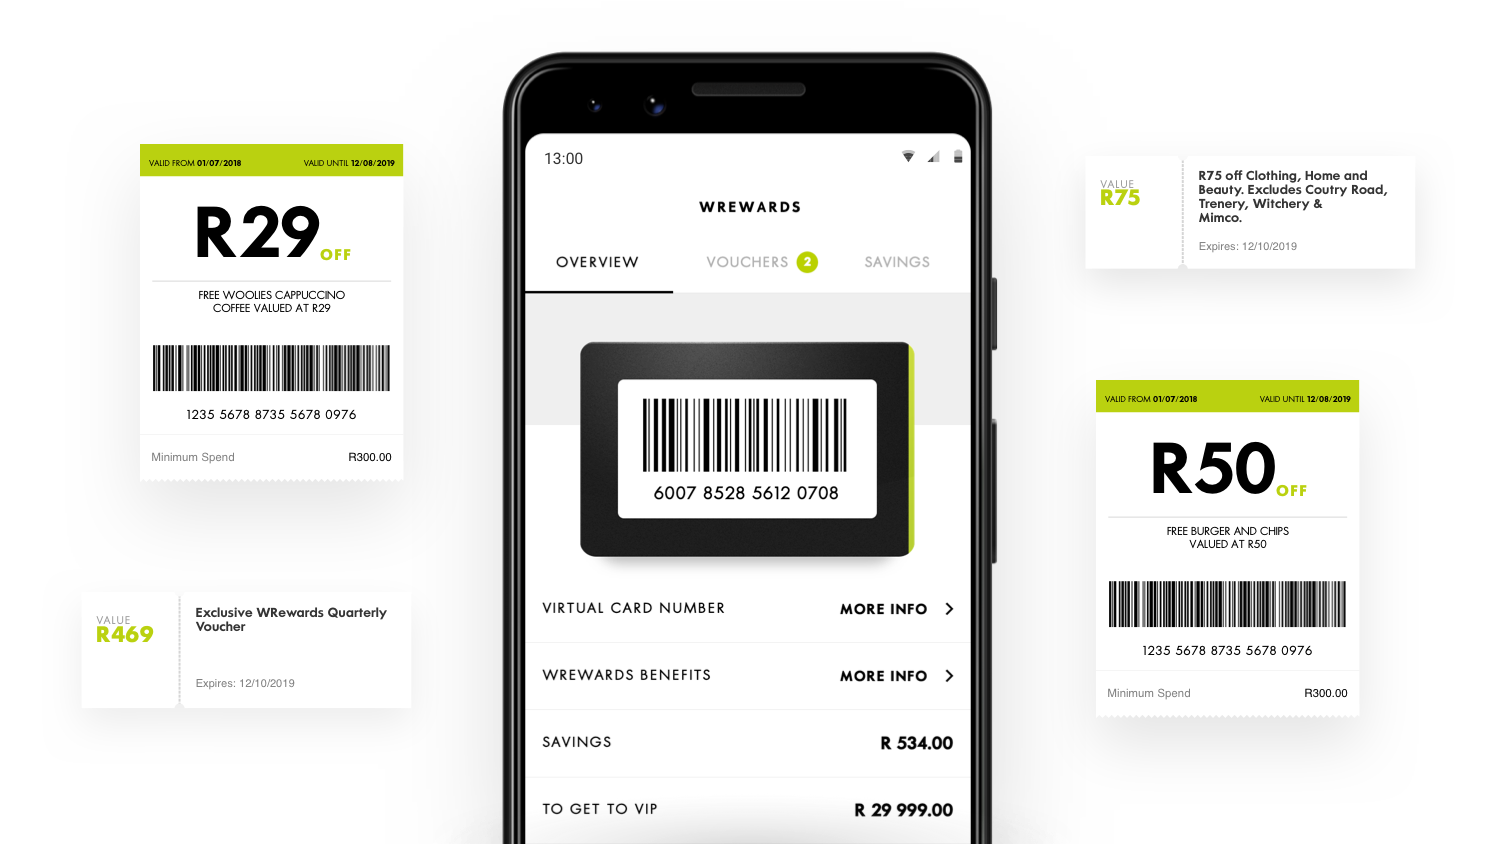 VALID FROM 01/07/2018 VALID UNTIL 12/08/2019
R29 OFF
FREE WOOLIES CAPPUCCINO
COFFEE VALUED AT R29
1235 5678 8735 5678 0976
Minimum Spend R300.00
VALUE
R469
Exclusive WRewards Quarterly
Voucher
Expires: 12/10/2019
13:00
WREWARDS
OVERVIEW VOUCHERS 2 SAVINGS
6007 8528 5612 0708
VIRTUAL CARD NUMBER MORE INFO
WREWARDS BENEFITS MORE INFO
SAVINGS R 534.00
TO GET TO VIP R 29 999.00
VALUE
R75
R75 off Clothing, Home and
Beauty. Excludes Coutry Road,
Trenery, Witchery &
Mimco.
Expires: 12/10/2019
VALID FROM 01/07/2018 VALID UNTIL 12/08/2019
R50 OFF
FREE BURGER AND CHIPS
VALUED AT R50
1235 5678 8735 5678 0976
Minimum Spend R300.00